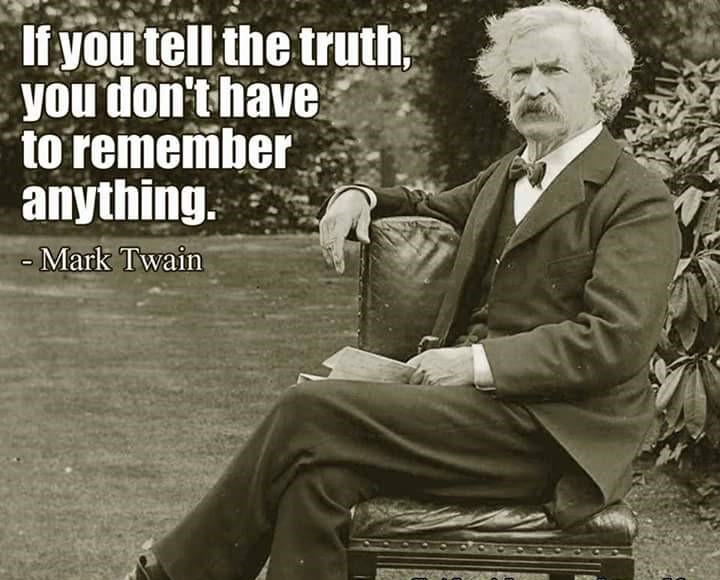 If you tell the truth,
you don't have
to remember
anything.
- Mark Twain